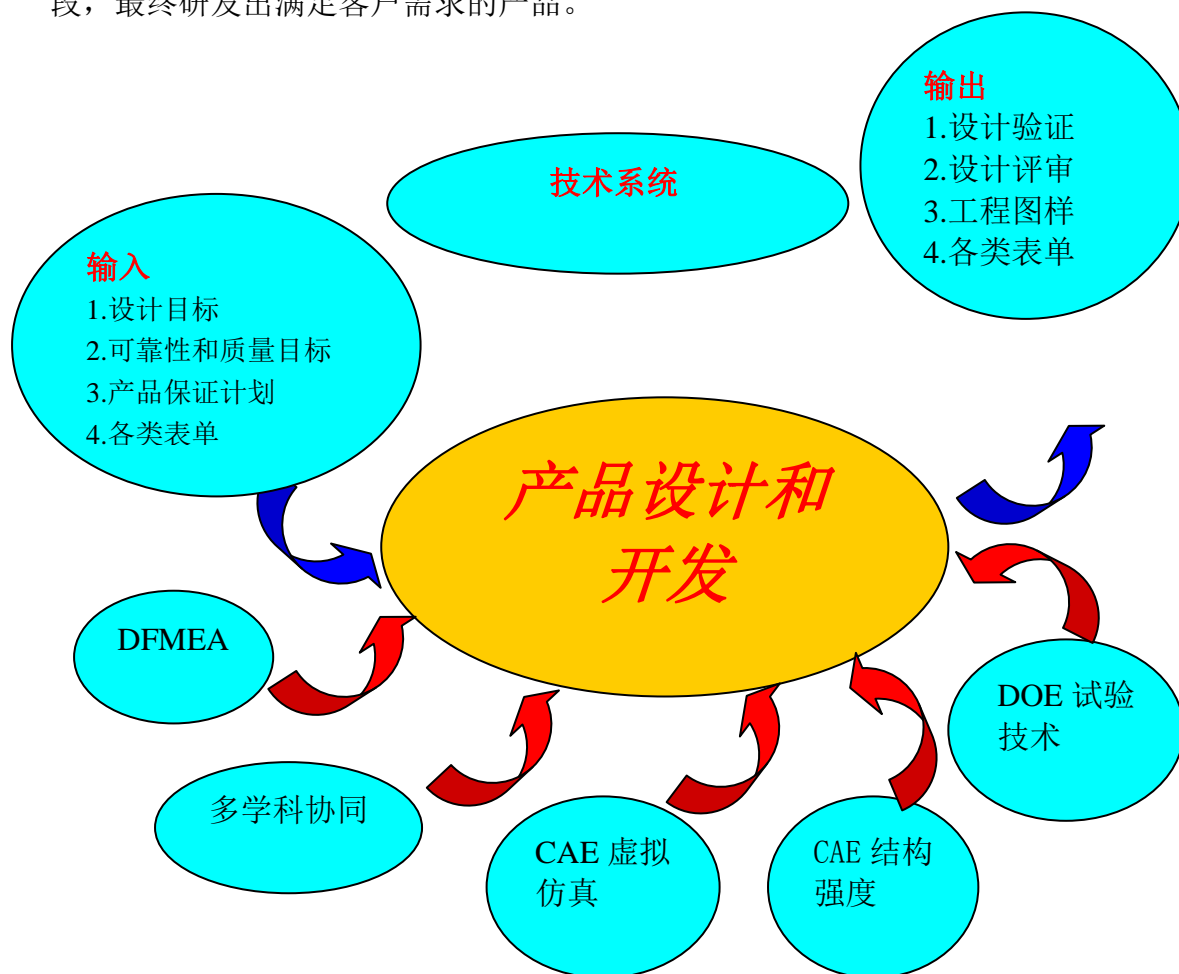 段，最终研发出满足客户需求的产品。
输出
1.设计验证
2.设计评审
3.工程图样
4.各类表单
技术系统
输入
1.设计目标
2.可靠性和质量目标
3.产品保证计划
4.各类表单
产品设计和
开发
DFMEA
多学科协同
CAE 虚拟
仿真
CAE 结构
强度
DOE 试验
技术